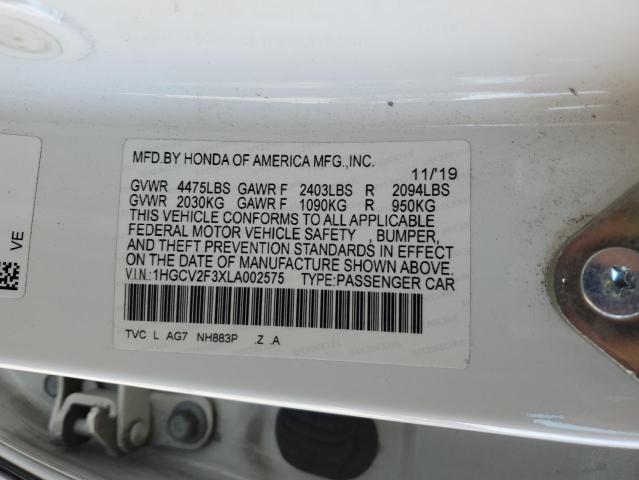 MFD.BY HONDA OF AMERICA MFG.,INC.
11/'19
GVWR 4475LBS GAWR F 2403LBS R 2094LBS
GVWR 2030KG GAWR F 1090KG R 950KG
THIS VEHICLE CONFORMS TO ALL APPLICABLE
FEDERAL MOTOR VEHICLE SAFETY , BUMPER,
AND THEFT PREVENTION STANDARDS IN EFFECT
ON THE DATE OF MANUFACTURE SHOWN ABOVE.
V.I.N.:1HGCV2F3XLA002575 TYPE:PASSENGER CAR
TVC L AG7 NH883P .Z .A
VE